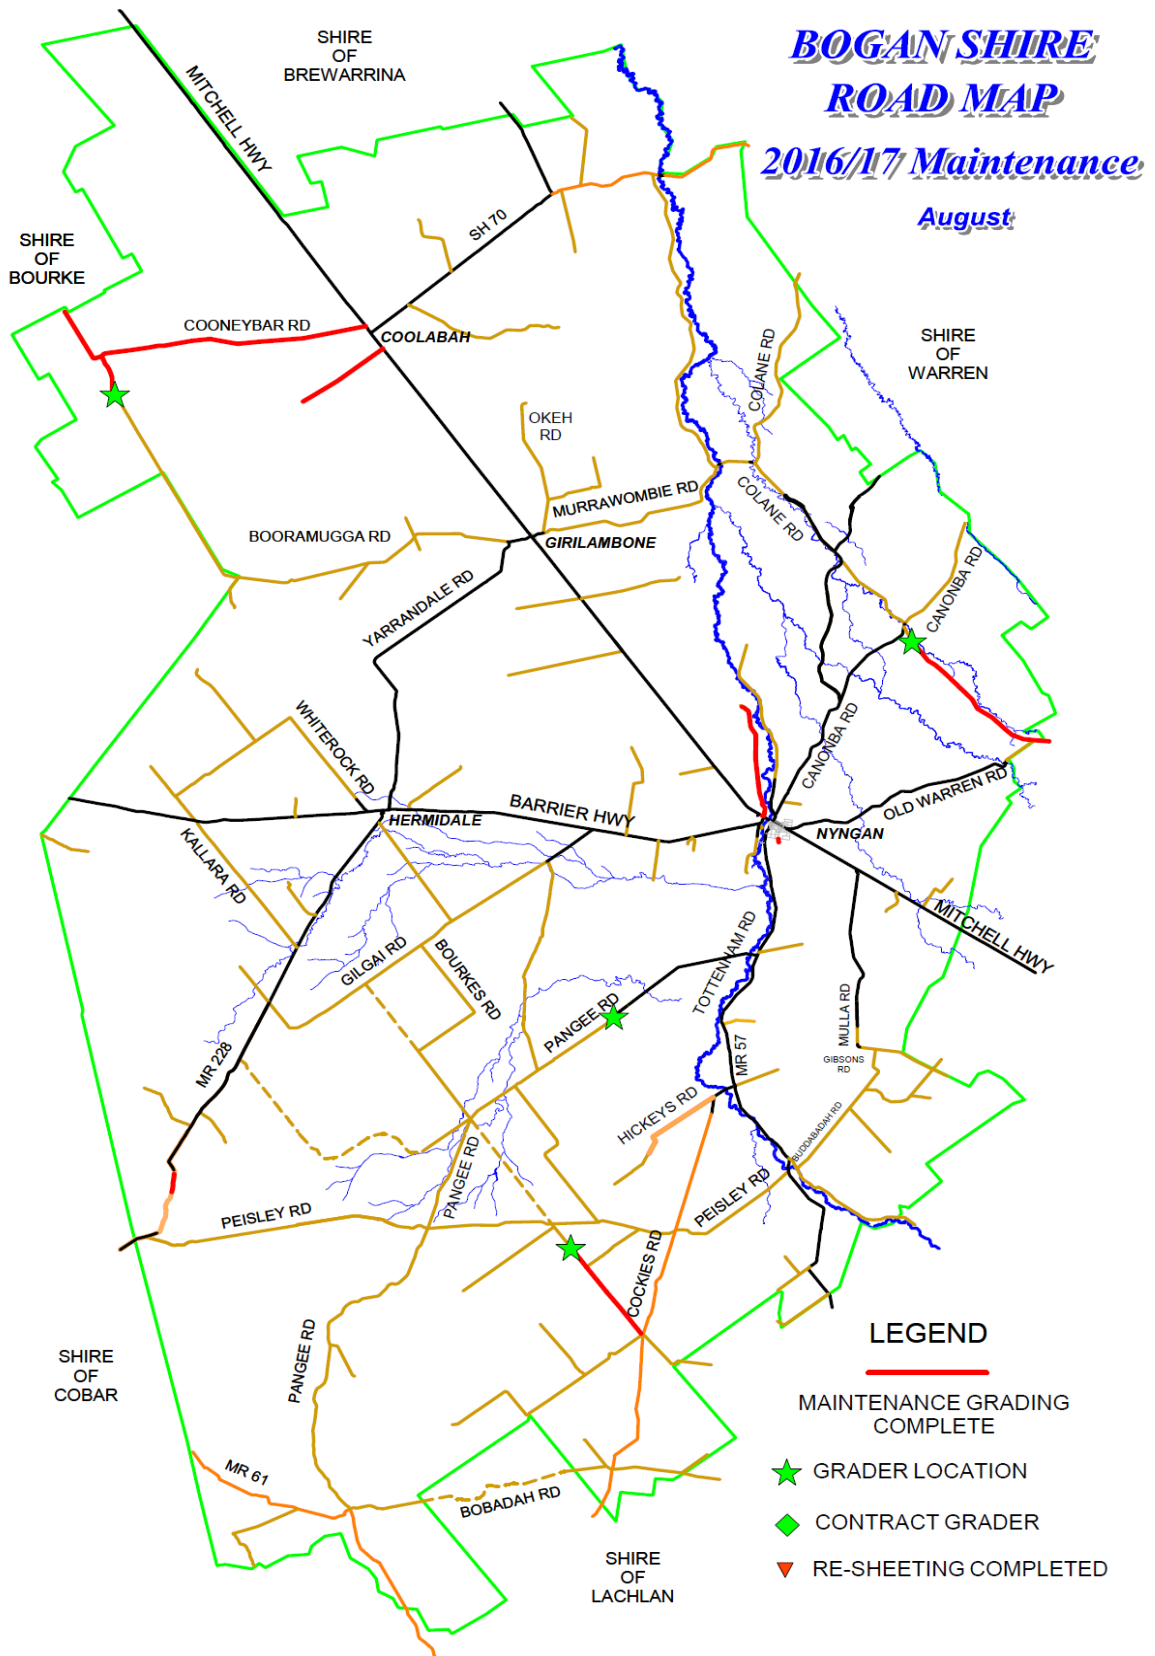 BOGAN SHIRE
ROAD MAP
2016/17 Maintenance
August
SHIRE
OF
BREWARRINA
MITCHELL HWY
SH 70
SHIRE
OF
BOURKE
COONEYBAR RD
COOLABAH
SHIRE
OF
WARREN
COLANE RD
OKEH
RD
MURRAWOMBIE RD
COLANE RD
BOORAMUGGA RD
GIRILAMBONE
CANONBA RD
YARRANDALE RD
WHITEROCK RD
CANONBA RD
OLD WARREN RD
BARRIER HWY
HERMIDALE
NYNGAN
KALLARA RD
MITCHELL HWY
GILGAI RD
BOURKES RD
TOTTENHAM RD
PANGEE RD
MULLA RD
MR 57
GIBSONS
RD
MR 228
HICKEYS RD
BUDDABADAH RD
PANGEE RD
PEISLEY RD
PEISLEY RD
COCKIES RD
PANGEE RD
SHIRE
OF
COBAR
MR 61
BOBADAH RD
SHIRE
OF
LACHLAN
LEGEND
MAINTENANCE GRADING
COMPLETE
GRADER LOCATION
CONTRACT GRADER
RE-SHEETING COMPLETED